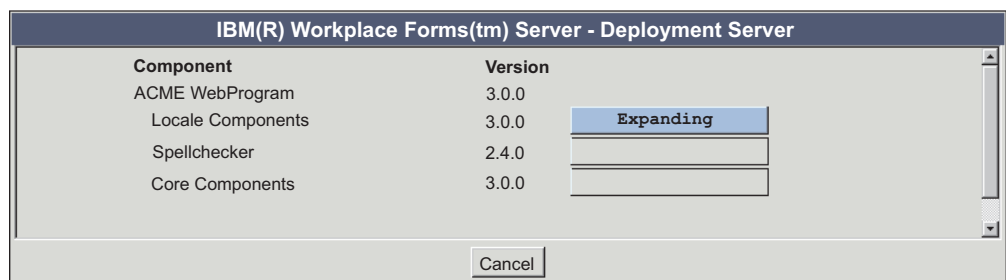 IBM(R) Workplace Forms(tm) Server - Deployment Server
Component Version
ACME WebProgram 3.0.0
Locale Components 3.0.0 Expanding
Spellchecker 2.4.0
Core Components 3.0.0
Cancel